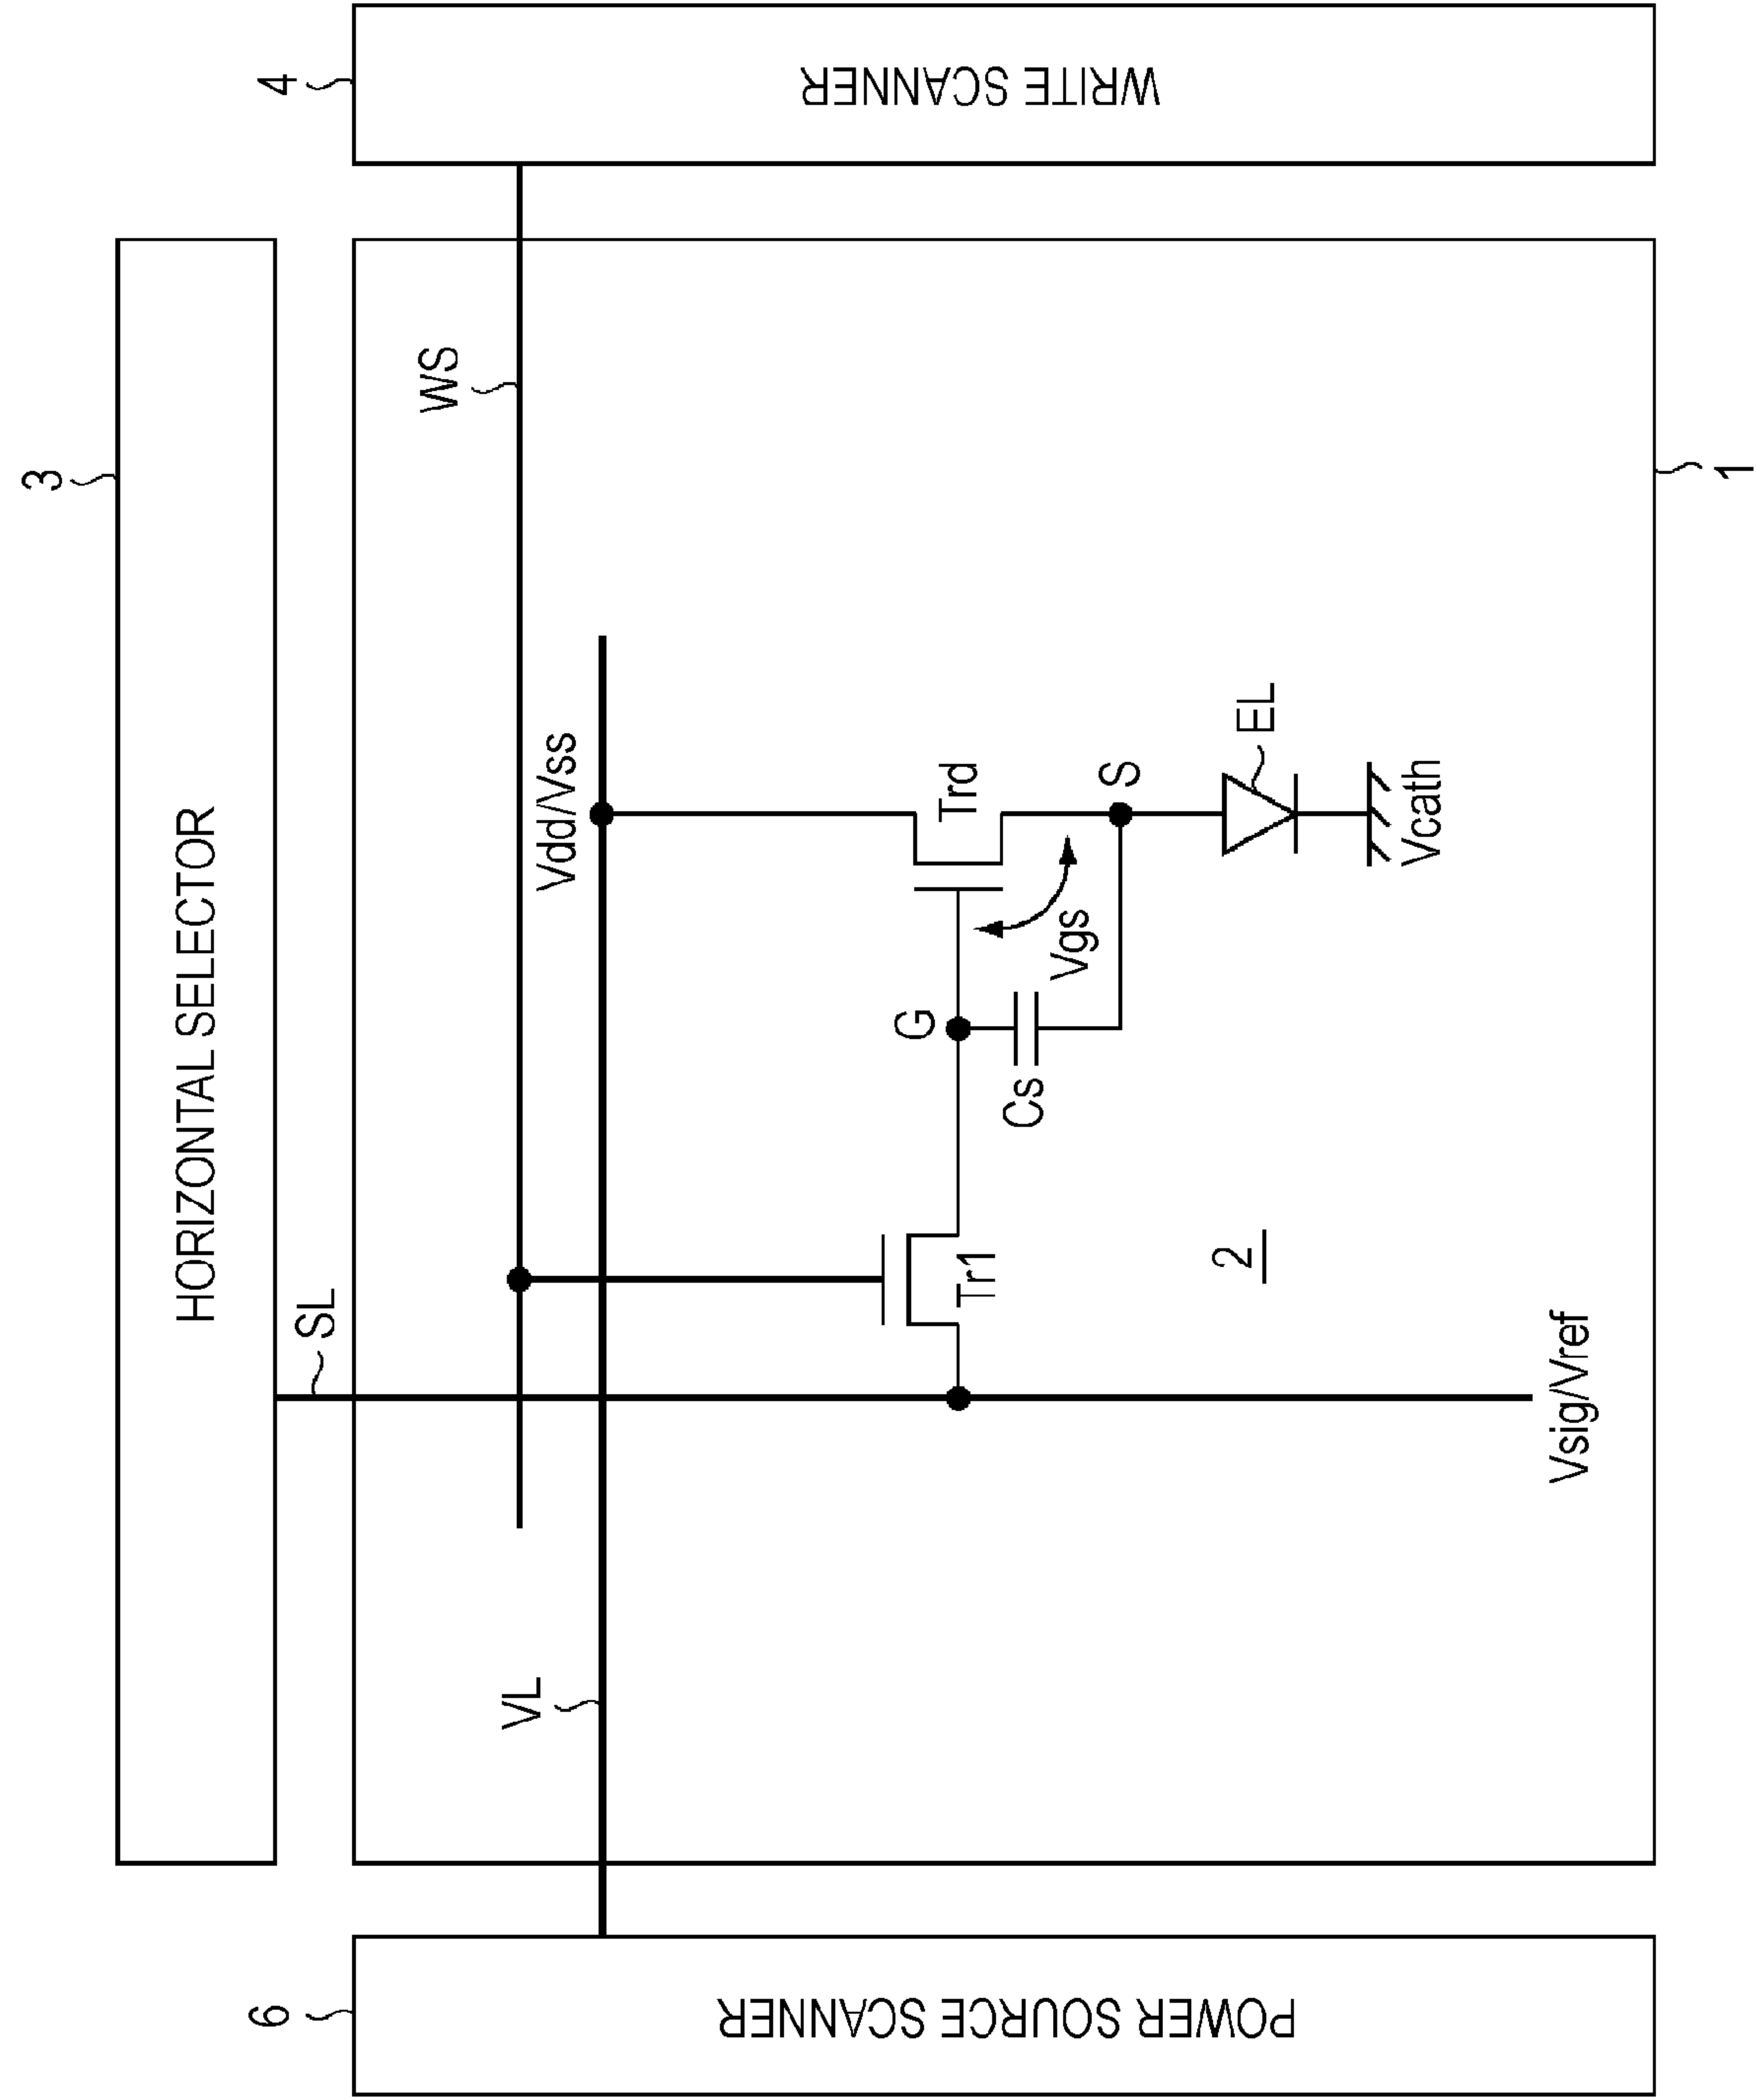 3
HORIZONTAL SELECTOR
SL
4
WRITE SCANNER
WS
VL
Vdd/Vss
Trd
G
S
Vgs
Cs
Tr1
EL
2
Vcath
Vsig/Vref
1
6
POWER SOURCE SCANNER